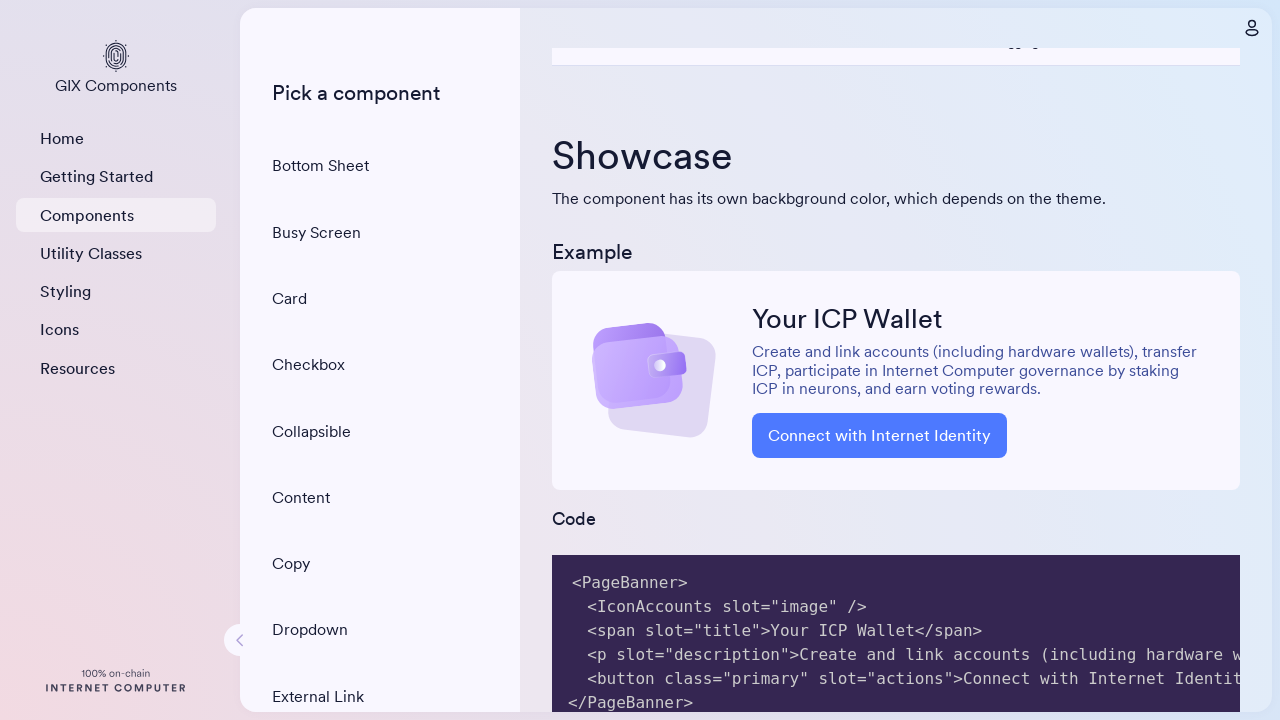 GIX Components
Home
Getting Started
Components
Utility Classes
Styling
Icons
Resources
100% on-chain
INTERNET COMPUTER
Pick a component
Bottom Sheet
Busy Screen
Card
Checkbox
Collapsible
Content
Copy
Dropdown
External Link
Showcase
The component has its own backbground color, which depends on the theme.
Example
Your ICP Wallet
Create and link accounts (including hardware wallets), transfer
ICP, participate in Internet Computer governance by staking
ICP in neurons, and earn voting rewards.
Connect with Internet Identity
Code
<PageBanner>
<IconAccounts slot="image" />
<span slot="title">Your ICP Wallet</span>
<p slot="description">Create and link accounts (including hardware w
<button class="primary" slot="actions">Connect with Internet Identit
</PageBanner>